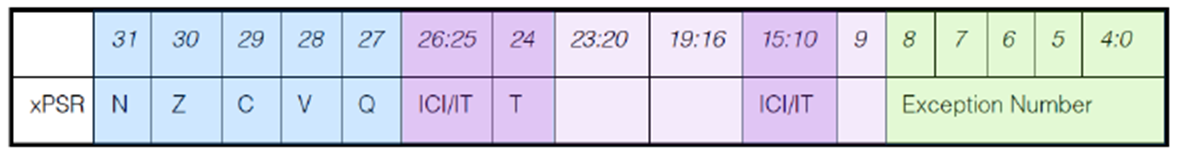 31 30 29 28 27 26:25 24 23:20 19:16 15:10 9 8 7 6 5 4:0
xPSR N Z C V Q ICI/IT T ICI/IT Exception Number